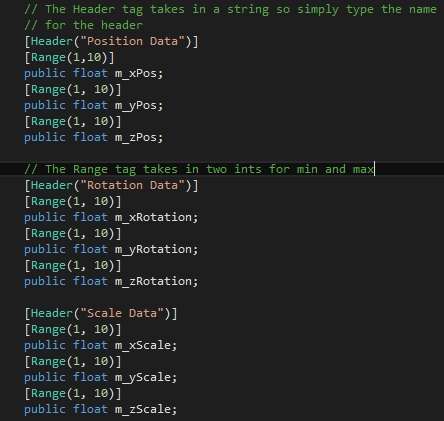 // The Header tag takes in a string so simply type the name
// for the header
[Header("Position Data")]
[Range(1,10)]
public float m_xPos;
[Range(1, 10)]
public float m_yPos;
[Range(1, 10)]
public float m_zPos;
// The Range tag takes in two ints for min and max
[Header("Rotation Data")]
[Range(1, 10)]
public float m_xRotation;
[Range(1, 10)]
public float m_yRotation;
[Range(1, 10)]
public float m_zRotation;
[Header("Scale Data")]
[Range(1, 10)]
public float m_xScale;
[Range(1, 10)]
public float m_yScale;
[Range(1, 10)]
public float m_zScale;